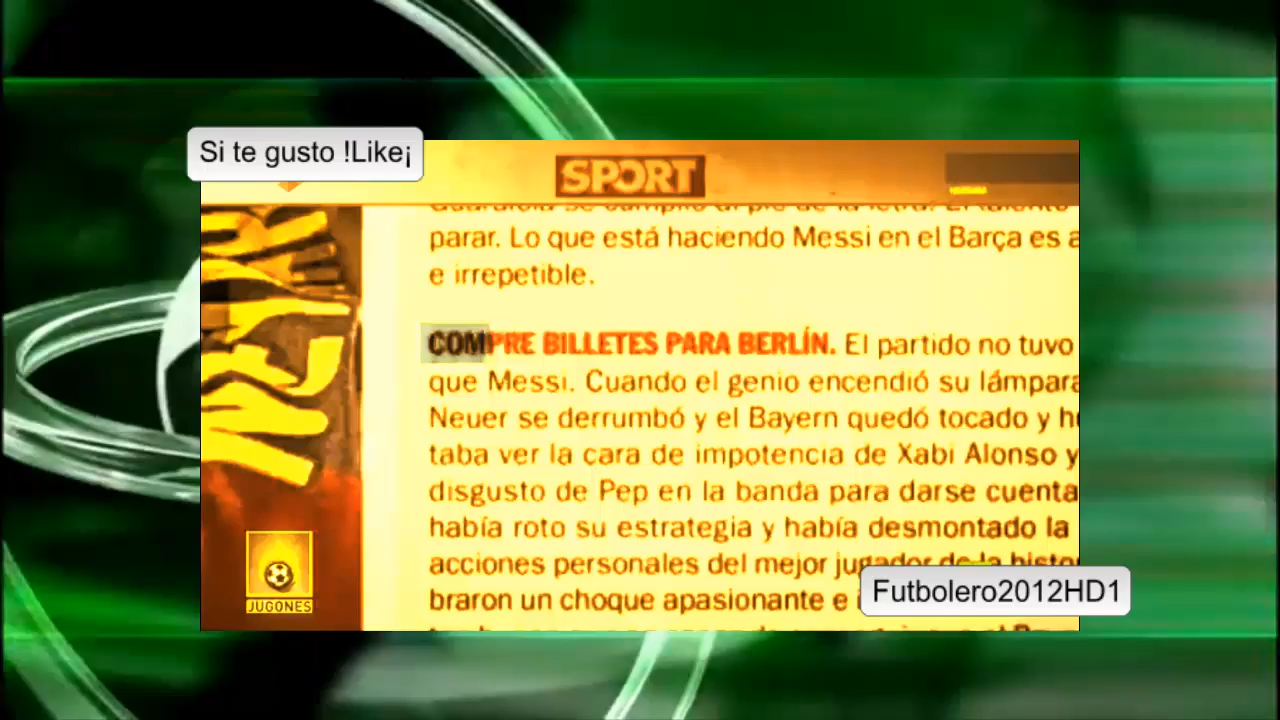 Si te gusto !Like¡
SPORT
parar. Lo que está haciendo Messi en el Barça es a
e irrepetible.
COMPRE BILLETES PARA BERLÍN. El partido no tuvo
que Messi. Cuando el genio encendió su lámpara
Neuer se derrumbó y el Bayern quedó tocado y h
taba ver la cara de impotencia de Xabi Alonso y
disgusto de Pep en la banda para darse cuenta
había roto su estrategia y había desmontado la
acciones personales del mejor jugador de la histo
braron un choque apasionante e
JUGONES
Futbolero2012HD1